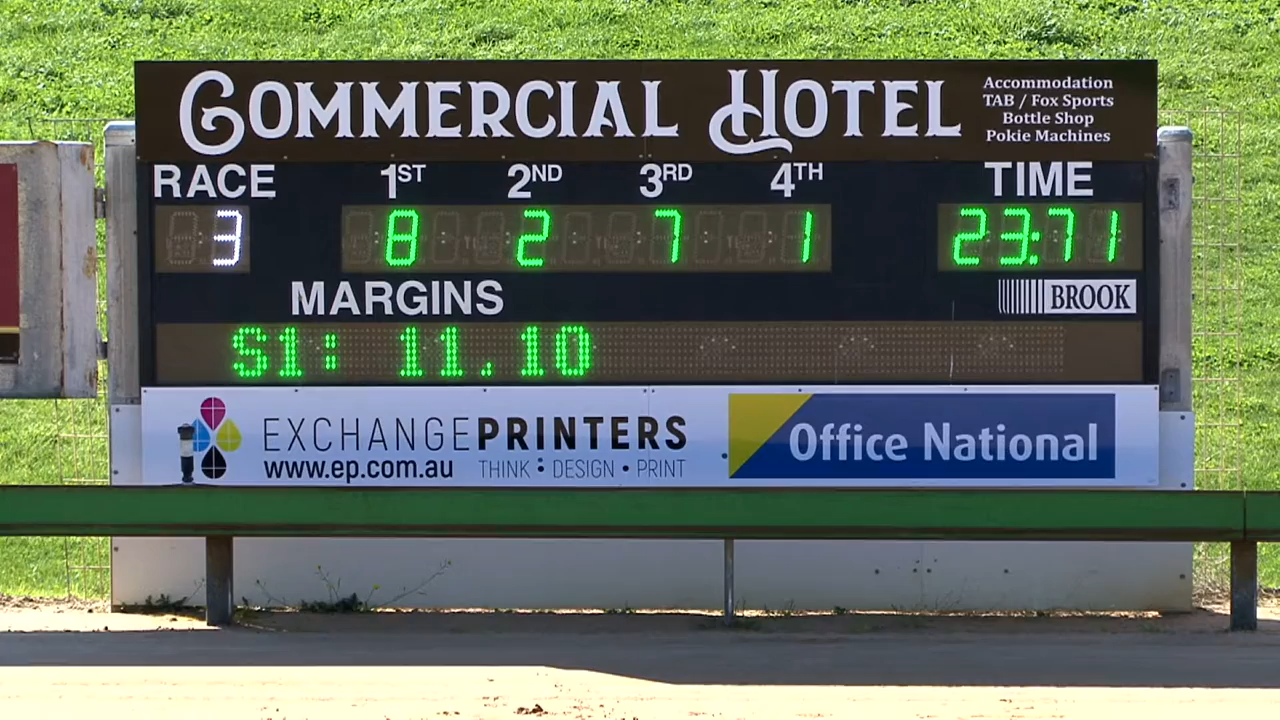 COMMERCIAL HOTEL
Accommodation
TAB / Fox Sports
Bottle Shop
Pokie Machines
RACE 1ST 2ND 3RD 4TH TIME
3 8 2 7 1 23:71
MARGINS
BROOK
S1: 11.10
EXCHANGEPRINTERS
www.ep.com.au THINK : DESIGN • PRINT
Office National